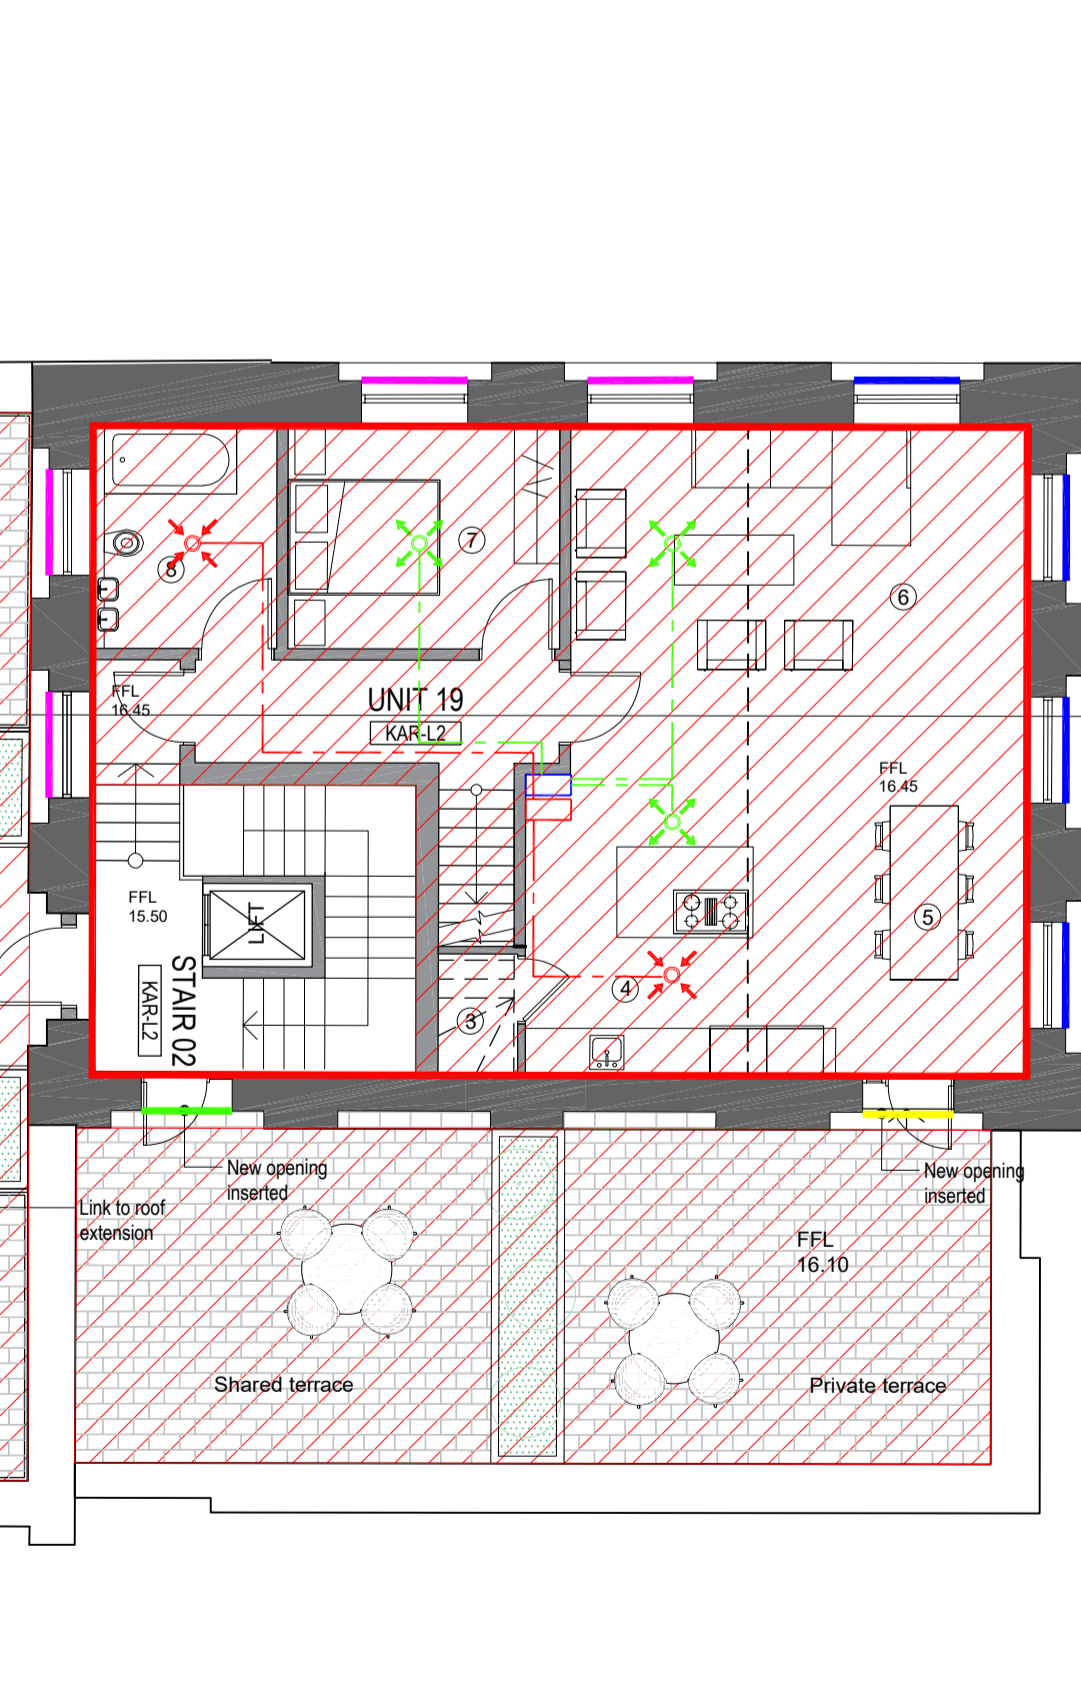 8
7
6
FFL
16.45
UNIT 19
KAR-L2
FFL
16.45
FFL
15.50
LIFT
5
STAIR 02
KAR-L2
4
3
New opening
inserted
New opening
inserted
Link to roof
extension
FFL
16.10
Shared terrace
Private terrace